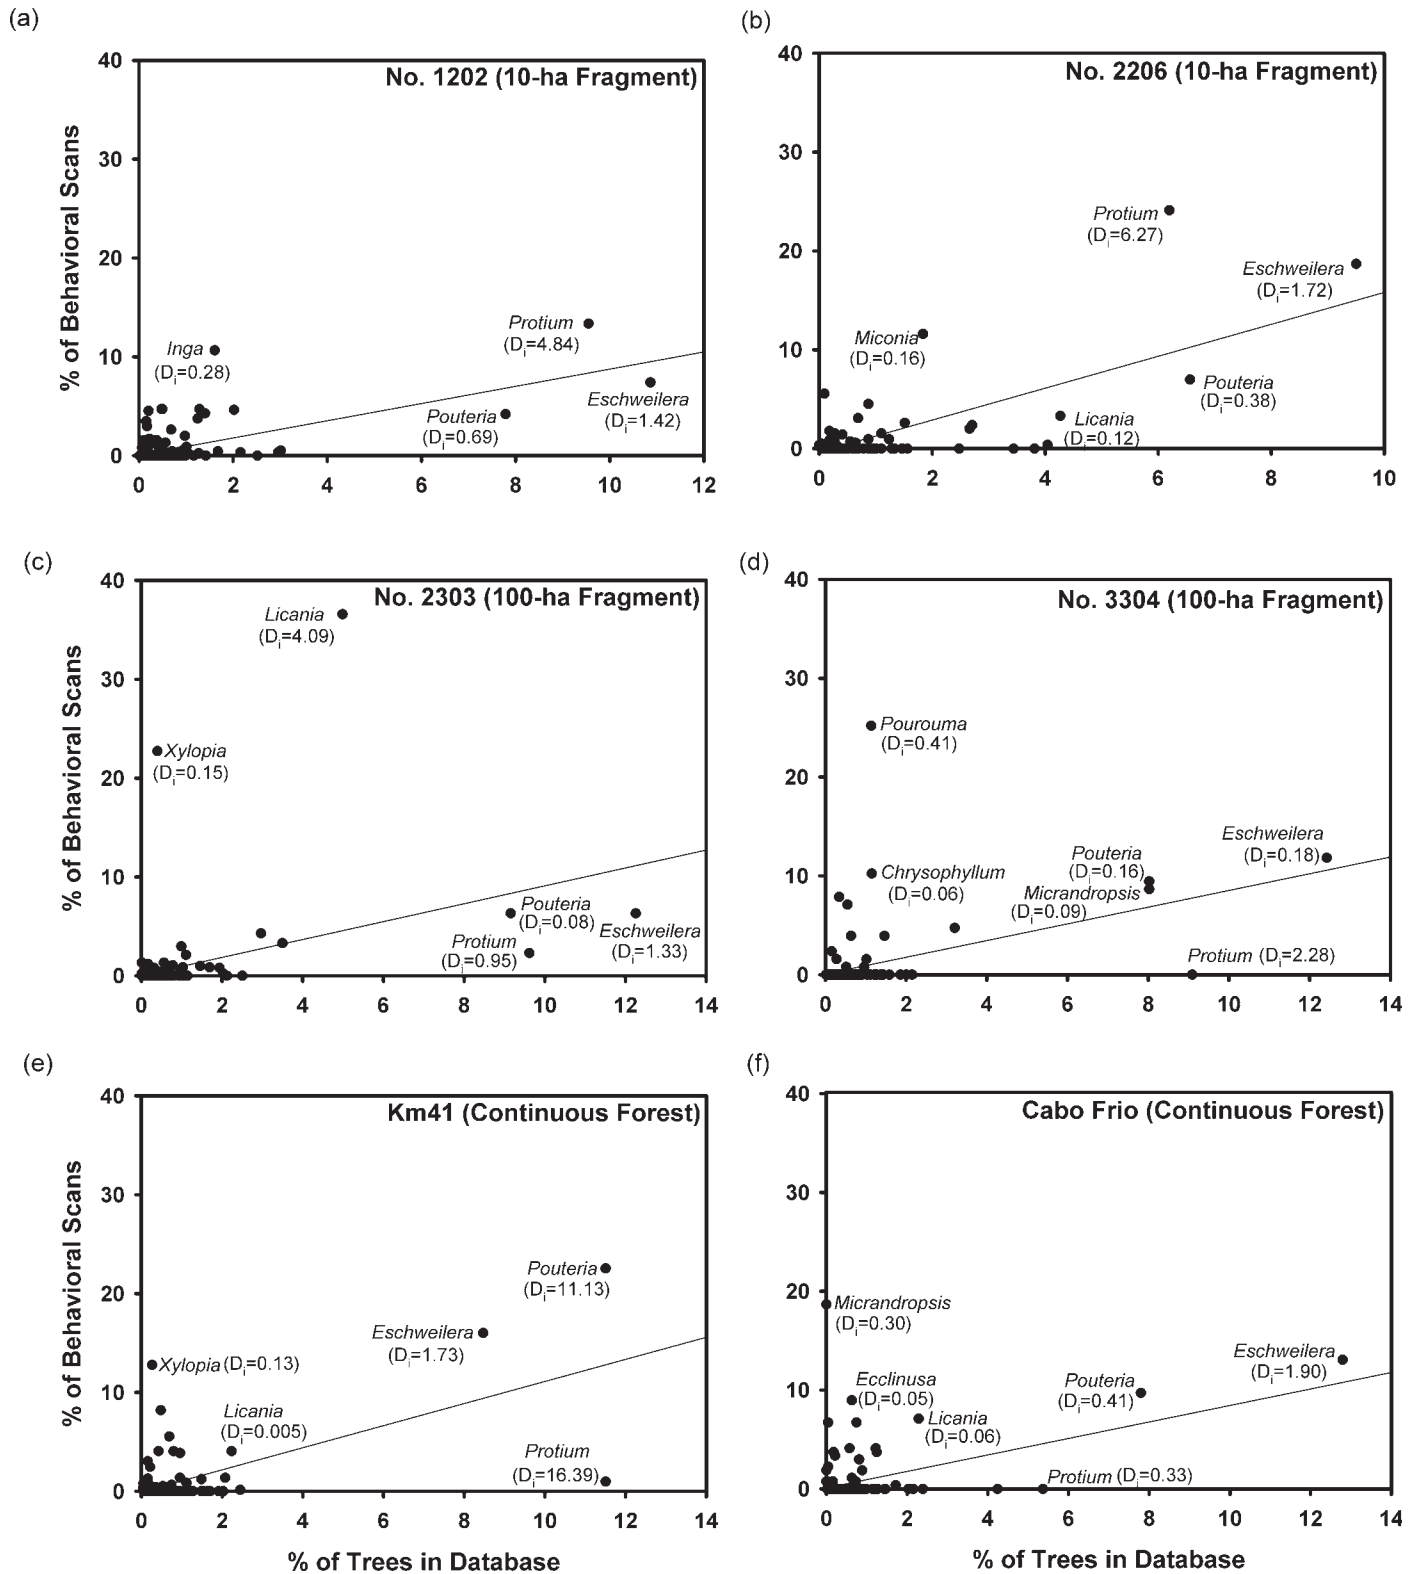 (a)
No. 1202 (10-ha Fragment)
% of Behavioral Scans
40
30
20
10
0
Inga
(Di=0.28)
Protium
(Di=4.84)
Eschweilera
(Di=1.42)
Pouteria
(Di=0.69)
0 2 4 6 8 10 12
(b)
No. 2206 (10-ha Fragment)
40
30
20
10
0
Protium
(Di=6.27)
Eschweilera
(Di=1.72)
Miconia
(Di=0.16)
Pouteria
(Di=0.38)
Licania
(Di=0.12)
0 2 4 6 8 10
(c)
No. 2303 (100-ha Fragment)
% of Behavioral Scans
40
30
20
10
0
Licania
(Di=4.09)
Xylopia
(Di=0.15)
Pouteria
(Di=0.08)
Eschweilera
(Di=1.33)
Protium
(Di=0.95)
0 2 4 6 8 10 12 14
(d)
No. 3304 (100-ha Fragment)
40
30
20
10
0
Pourouma
(Di=0.41)
Eschweilera
(Di=0.18)
Pouteria
(Di=0.16)
Chrysophyllum
(Di=0.06)
Micrandropsis
(Di=0.09)
Protium (Di=2.28)
0 2 4 6 8 10 12 14
(e)
Km41 (Continuous Forest)
% of Behavioral Scans
40
30
20
10
0
Pouteria
(Di=11.13)
Eschweilera
(Di=1.73)
Xylopia (Di=0.13)
Licania
(Di=0.005)
Protium
(Di=16.39)
0 2 4 6 8 10 12 14
% of Trees in Database
(f)
Cabo Frio (Continuous Forest)
40
30
20
10
0
Micrandropsis
(Di=0.30)
Eschweilera
(Di=1.90)
Ecclinusa
(Di=0.05)
Pouteria
(Di=0.41)
Licania
(Di=0.06)
Protium (Di=0.33)
0 2 4 6 8 10 12 14
% of Trees in Database